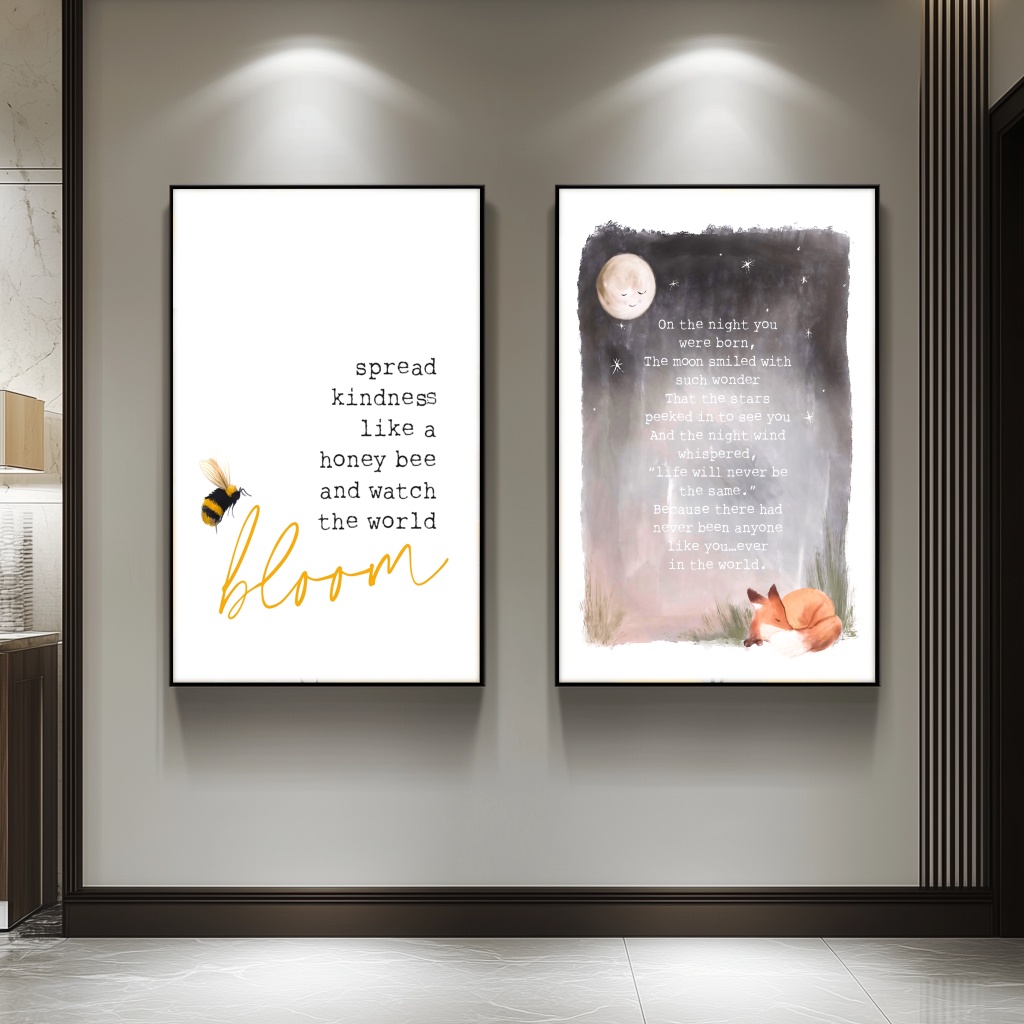 spread
kindness
like a
honey bee
and watch
the world
bloom
On the night you
were born,
The moon smiled with
such wonder
That the stars
peeked in to see you
And the night wind
whispered,
“life will never be
the same.”
Because there had
never been anyone
like you…ever
in the world.